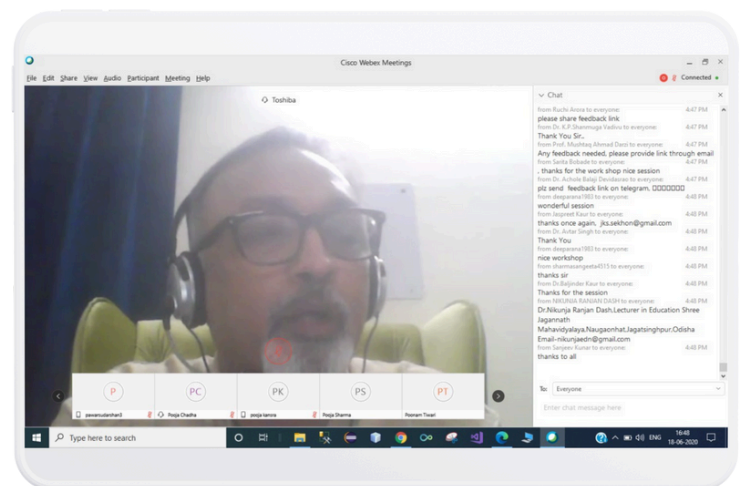 Cisco Webex Meetings
File Edit Share View Audio Participant Meeting Help
Connected
Toshiba
Chat
from Ruchi Arora to everyone: 4:47 PM
please share feedback link
from Dr. K.P.Shanmuga Vadivu to everyone: 4:47 PM
Thank You Sir..
from Prof. Mushtaq Ahmad Darzi to everyone: 4:47 PM
Any feedback needed, please provide link through email
from Sarita Bobade to everyone: 4:47 PM
, thanks for the work shop nice session
from Dr. Achole Balaji Devidasrao to everyone: 4:47 PM
plz send feedback link on telegram, □□□□□□□
from deeparana1983 to everyone: 4:48 PM
wonderful session
from Jaspreet Kaur to everyone: 4:48 PM
thanks once again, jks.sekhon@gmail.com
from Dr. Avtar Singh to everyone: 4:48 PM
Thank You
from deeparana1983 to everyone: 4:48 PM
nice workshop
from sharmasangeeta4515 to everyone: 4:48 PM
thanks sir
from Dr.Baljinder Kaur to everyone: 4:48 PM
Thanks for the session
from NIKUNJA RANJAN DASH to everyone: 4:48 PM
Dr.Nikunja Ranjan Dash,Lecturer in Education Shree
Jagannath
Mahavidyalaya,Naugaonhat,Jagatsinghpur,Odisha
Email-nikunjaedn@gmail.com
from Sanjeev Kumar to everyone: 4:48 PM
thanks to all
To: Everyone
Enter chat message here
P
PC
PK
PS
PT
pawanudarshan3
Pooja Chadha
pooja kansra
Pooja Sharma
Poonam Tiwari
Type here to search
ENG
16:48
18-06-2020